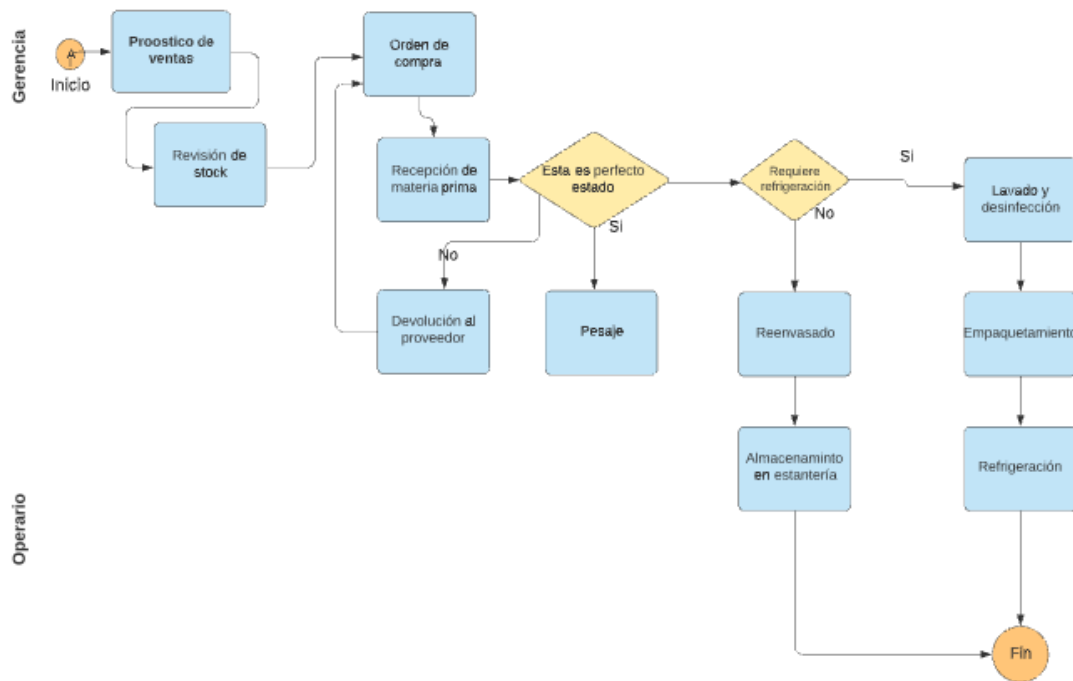 Gerencia
A
Inicio
Proostico de
ventas
Revisión de
stock
Orden de
compra
Recepción de
materia prima
Esta es perfecto
estado
Si
No
Devolución al
proveedor
Pesaje
Requiere
refrigeración
Si
No
Lavado y
desinfección
Reenvasado
Empaquetamiento
Almacenaminto
en estantería
Refrigeración
Operario
Fín